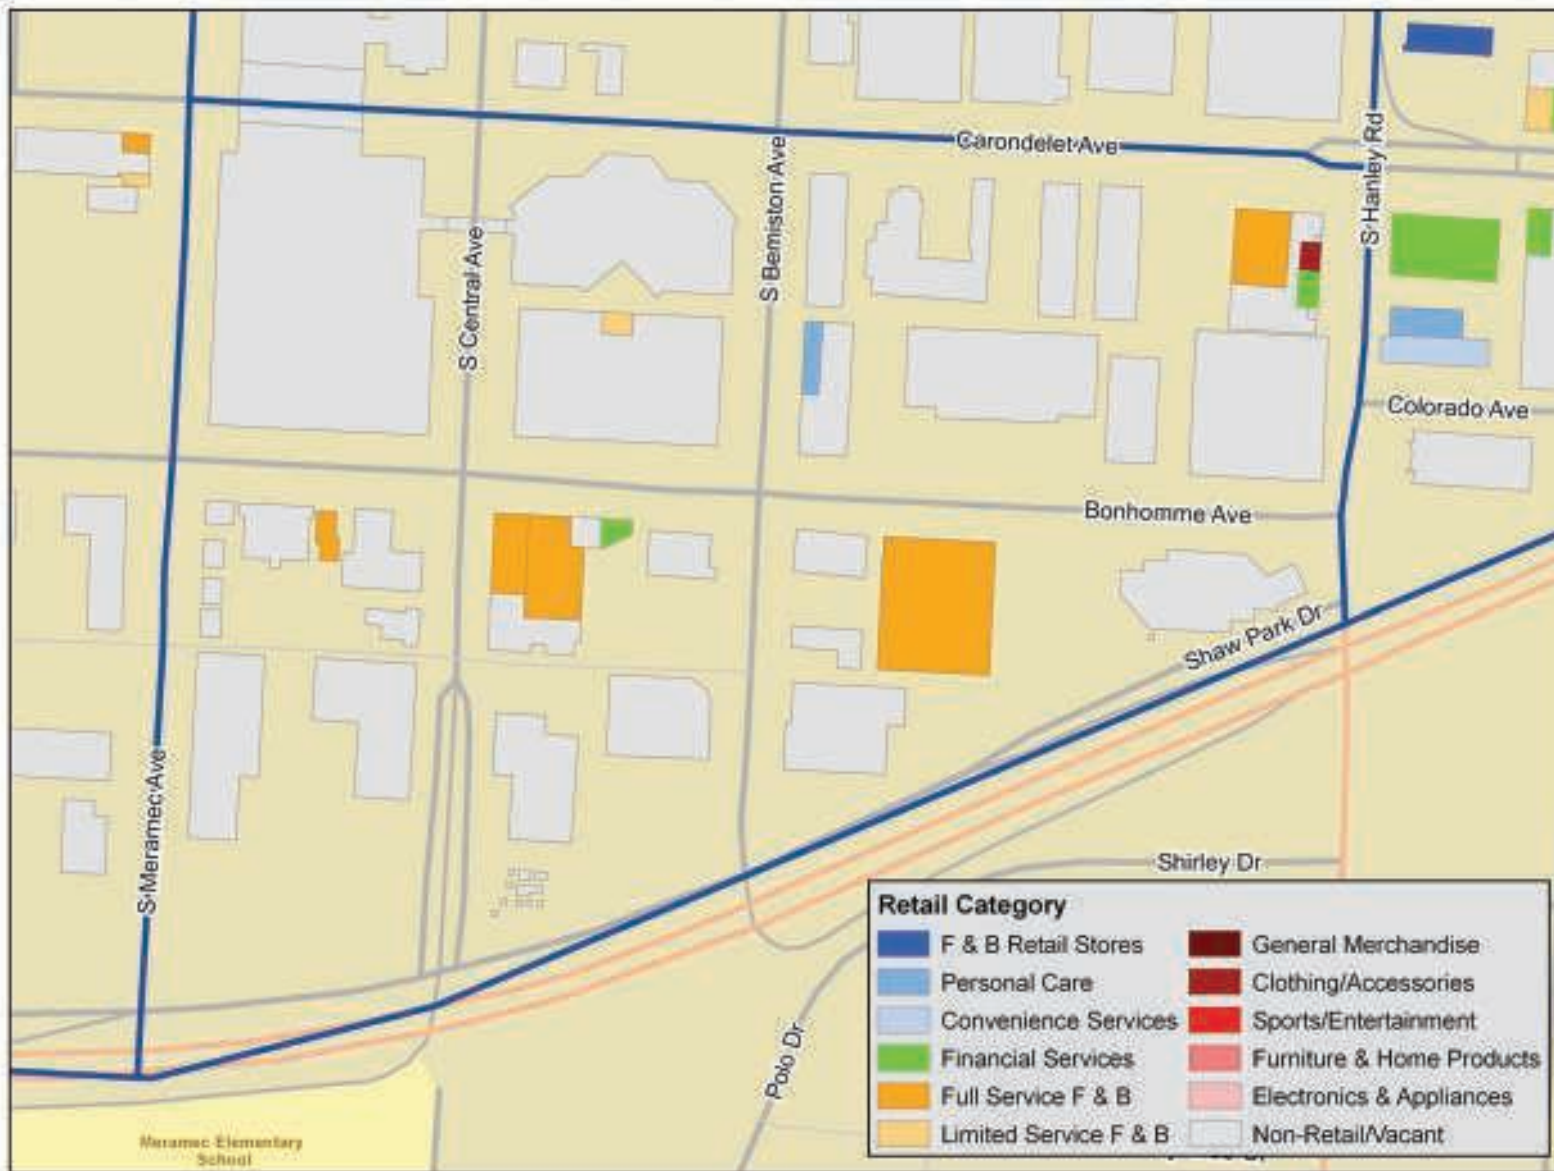 Carondelet Ave
S Hanley Rd
S Bemiston Ave
S Central Ave
Colorado Ave
Bonhomme Ave
Shaw Park Dr
S Meramec Ave
Shirley Dr
Polo Dr
Meramec Elementary
School
Retail Category
F & B Retail Stores
Personal Care
Convenience Services
Financial Services
Full Service F & B
Limited Service F & B
General Merchandise
Clothing/Accessories
Sports/Entertainment
Furniture & Home Products
Electronics & Appliances
Non-Retail/Vacant